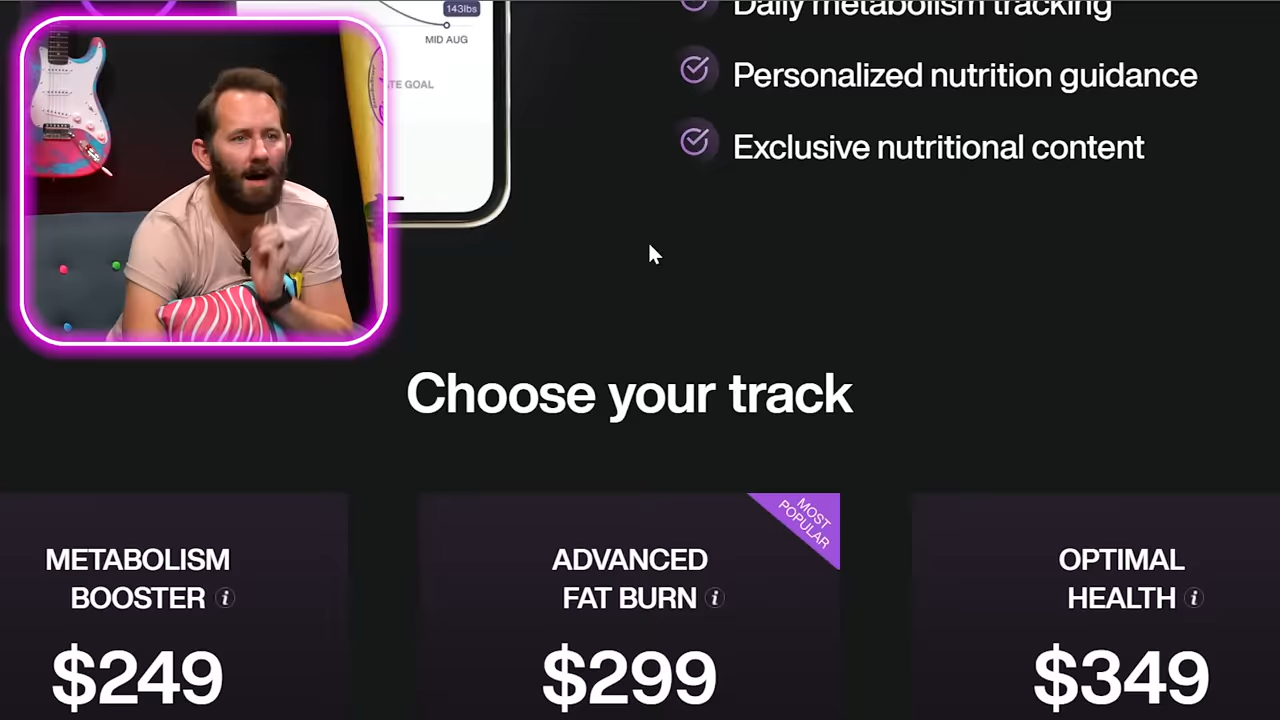 143lbs
MID AUG
TE GOAL
Daily metabolism tracking
Personalized nutrition guidance
Exclusive nutritional content
Choose your track
METABOLISM
BOOSTER i
$249
MOST
POPULAR
ADVANCED
FAT BURN i
$299
OPTIMAL
HEALTH i
$349